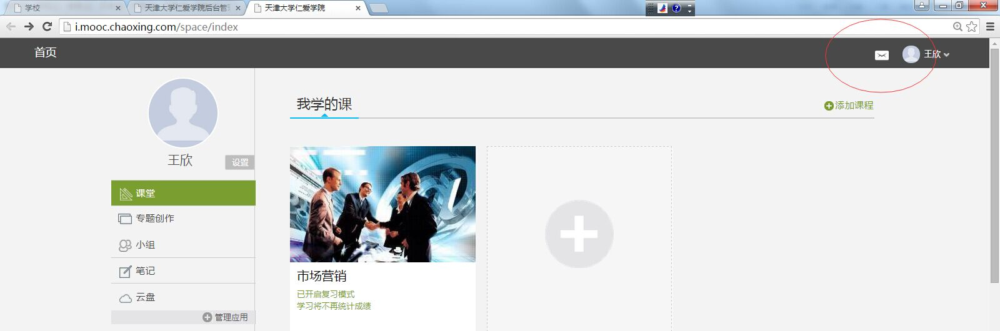 学校
天津大学仁爱学院后台管
天津大学仁爱学院
i.mooc.chaoxing.com/space/index
首页
王欣
王欣
设置
课堂
专题创作
小组
笔记
云盘
管理应用
我学的课
添加课程
市场营销
已开启复习模式
学习将不再统计成绩